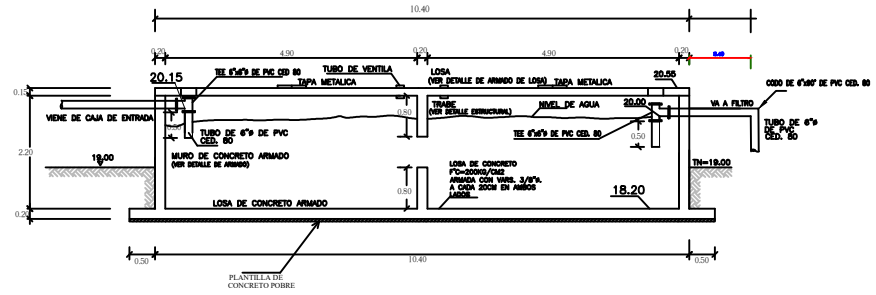 10.40
0.20
4.90
0.20
4.90
0.20
TEE 6"x6"ø DE PVC CED 80
TUBO DE VENTILA
TAPA METALICA
LOSA
(VER DETALLE DE ARMADO DE LOSA)
TAPA METALICA
20.15
20.55
0.15
CODO DE 6"x90° DE PVC CED. 80
VIENE DE CAJA DE ENTRADA
0.50
0.80
TRABE
(VER DETALLE ESTRUCTURAL)
NIVEL DE AGUA
20.00
VA A FILTRO
TUBO DE 6"ø
DE PVC
CED. 80
TUBO DE 6"ø DE PVC
CED. 80
TEE 6"x6"ø DE PVC CED. 80
0.50
MURO DE CONCRETO ARMADO
(VER DETALLE DE ARMADO)
2.20
19.00
TN=19.00
LOSA DE CONCRETO
F"C=200KG/CM2
ARMADA CON VARS. 3/8"ø.
A CADA 20CM EN AMBOS
LADOS
0.80
LOSA DE CONCRETO ARMADO
18.20
0.20
0.50
10.40
0.50
PLANTILLA DE
CONCRETO POBRE